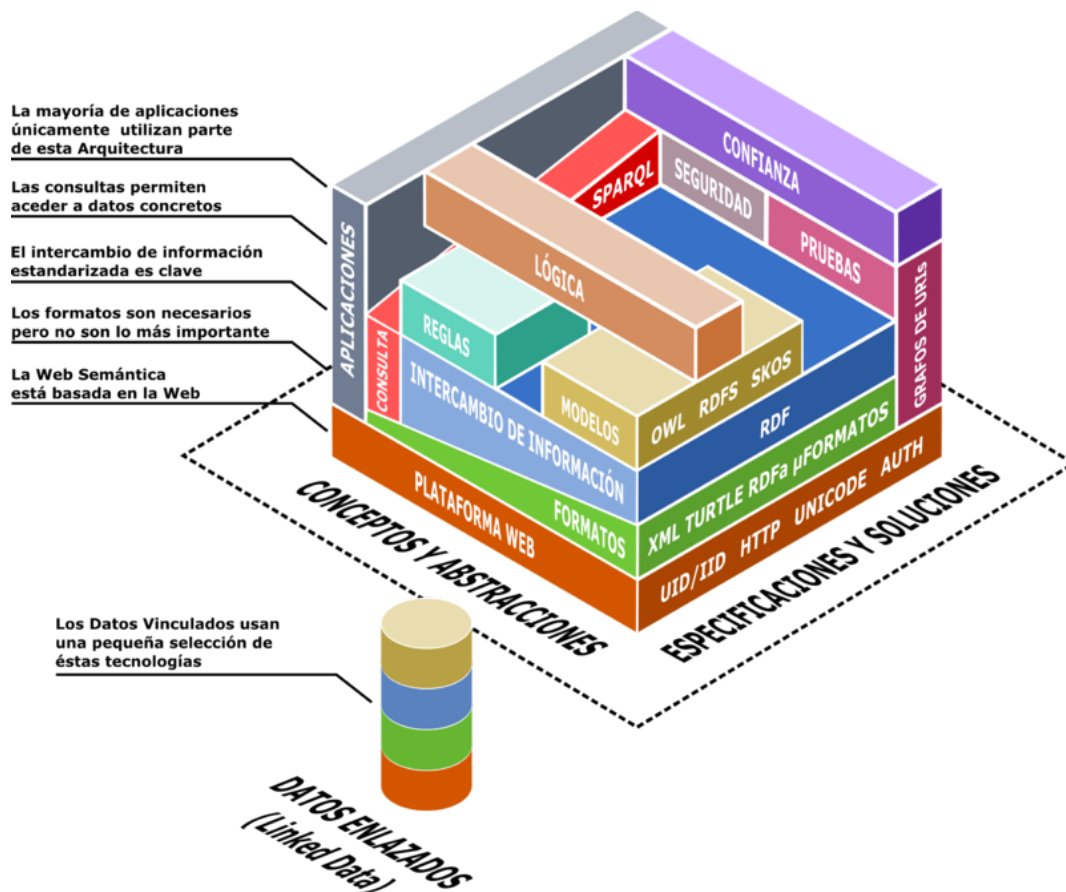 La mayoría de aplicaciones
únicamente utilizan parte
de esta Arquitectura
Las consultas permiten
aceder a datos concretos
El intercambio de información
estandarizada es clave
Los formatos son necesarios
pero no son lo más importante
La Web Semántica
está basada en la Web
APLICACIONES
CONSULTA
REGLAS
LÓGICA
SPARQL
SEGURIDAD
CONFIANZA
PRUEBAS
GRAFOS DE URIs
INTERCAMBIO DE INFORMACIÓN
MODELOS
OWL RDFS SKOS
RDF
FORMATOS
XML TURTLE RDFa μFORMATOS
PLATAFORMA WEB
UID/IID HTTP UNICODE AUTH
CONCEPTOS Y ABSTRACCIONES
ESPECIFICACIONES Y SOLUCIONES
Los Datos Vinculados usan
una pequeña selección de
éstas tecnologías
DATOS ENLAZADOS
(Linked Data)